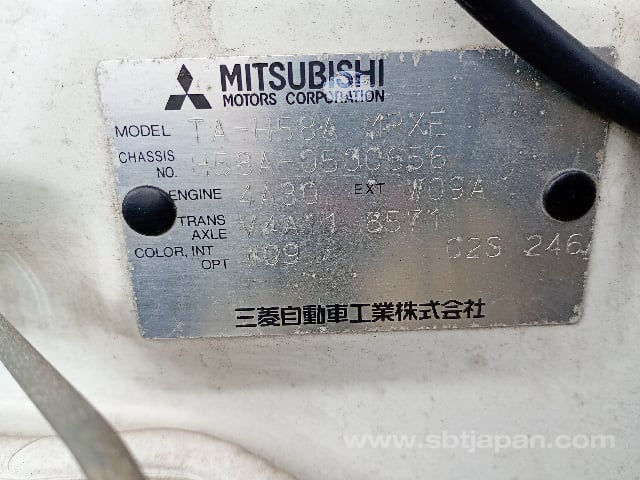 MITSUBISHI
MOTORS CORPORATION
MODEL TA-H58A MPXE
CHASSIS NO. H58A-0500656
ENGINE 4A30 EXT W09A
TRANS AXLE V4A11 8571
COLOR, INT OPT W09 02S 246
三菱自動車工業株式会社
www.sbtjapan.com